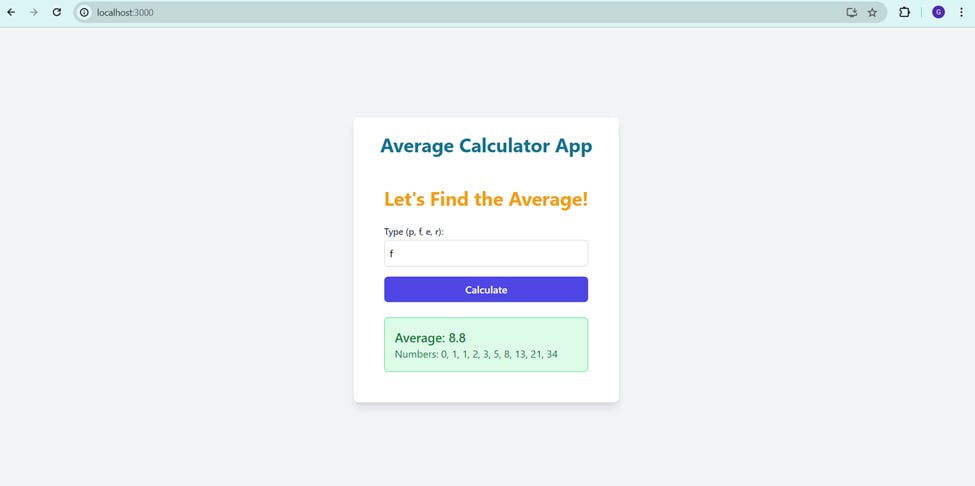 localhost:3000
G
Average Calculator App
Let's Find the Average!
Type (p, f, e, r):
f
Calculate
Average: 8.8
Numbers: 0, 1, 1, 2, 3, 5, 8, 13, 21, 34